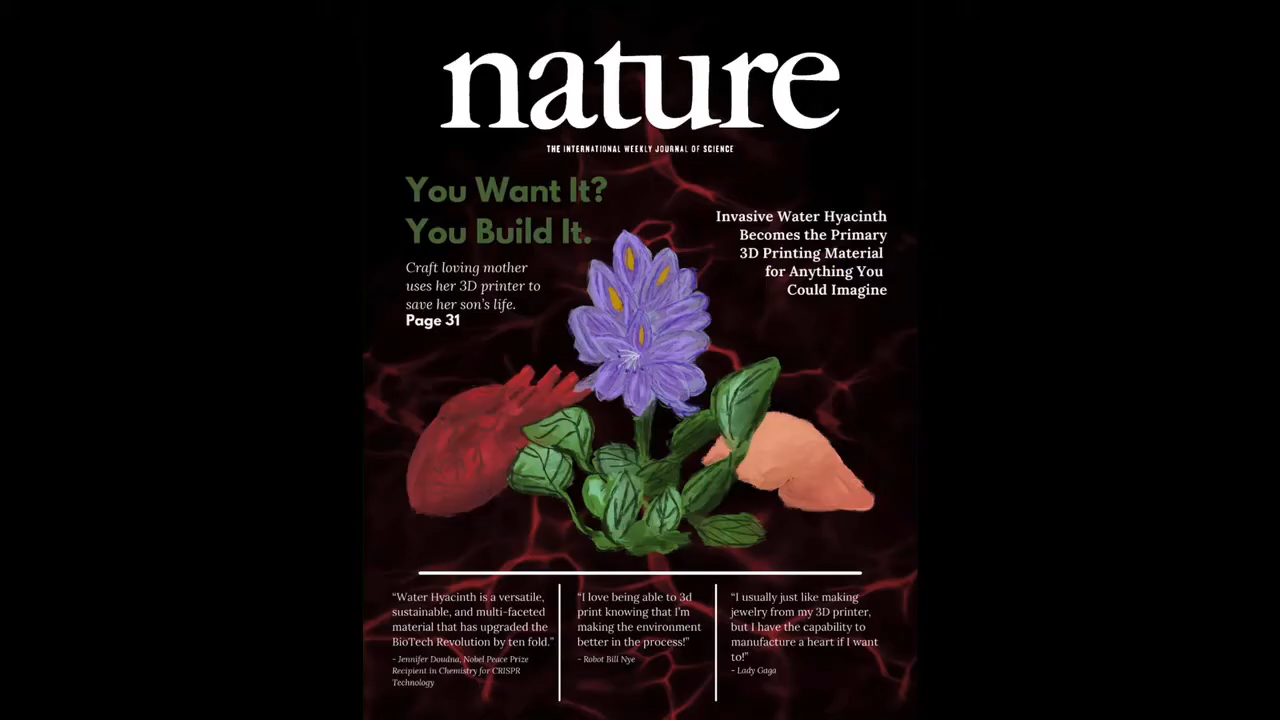 nature
THE INTERNATIONAL WEEKLY JOURNAL OF SCIENCE
You Want It?
You Build It.
Craft loving mother
uses her 3D printer to
save her son's life.
Page 31
Invasive Water Hyacinth
Becomes the Primary
3D Printing Material
for Anything You
Could Imagine
“Water Hyacinth is a versatile,
sustainable, and multi-faceted
material that has upgraded the
BioTech Revolution by ten fold.”
- Jennifer Doudna, Nobel Peace Prize
Recipient in Chemistry for CRISPR
Technology
“I love being able to 3d
print knowing that I'm
making the environment
better in the process!”
- Robot Bill Nye
“I usually just like making
jewelry from my 3D printer,
but I have the capability to
manufacture a heart if I want
to!”
- Lady Gaga